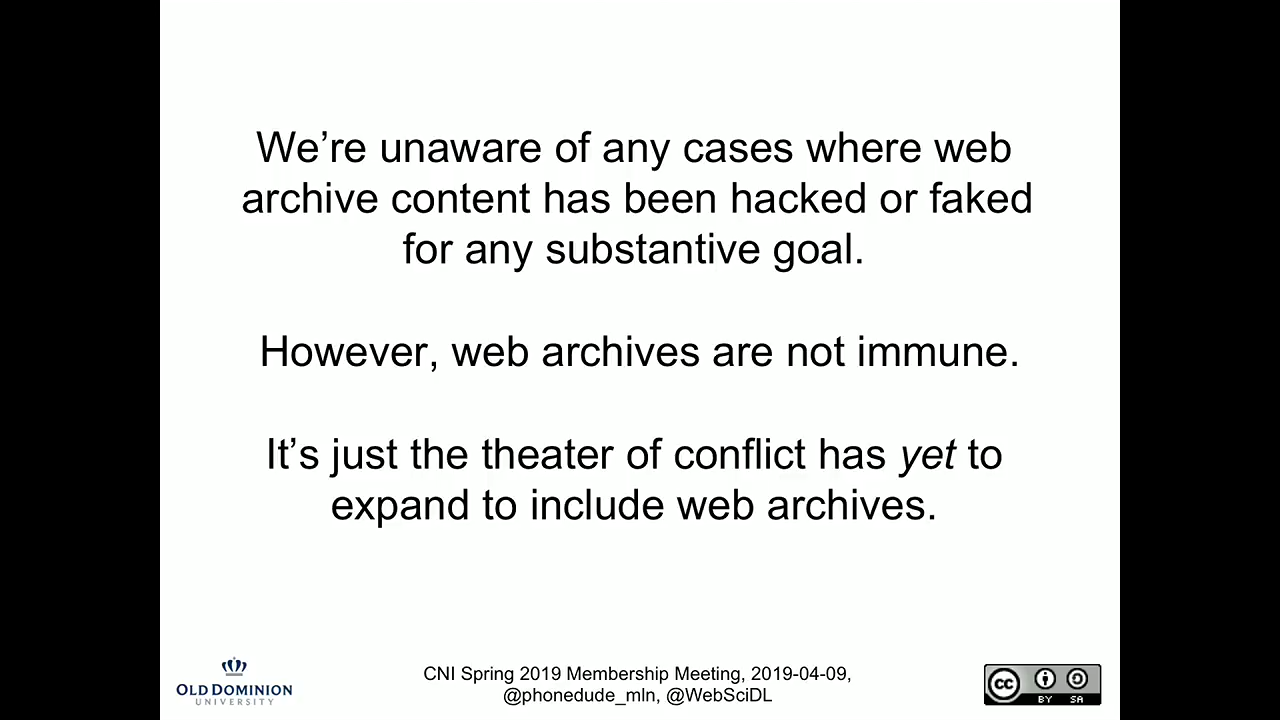 We’re unaware of any cases where web
archive content has been hacked or faked
for any substantive goal.
However, web archives are not immune.
It’s just the theater of conflict has yet to
expand to include web archives.
OLD DOMINION
UNIVERSITY
CNI Spring 2019 Membership Meeting, 2019-04-09,
@phonedude_mln, @WebSciDL
cc
BY SA